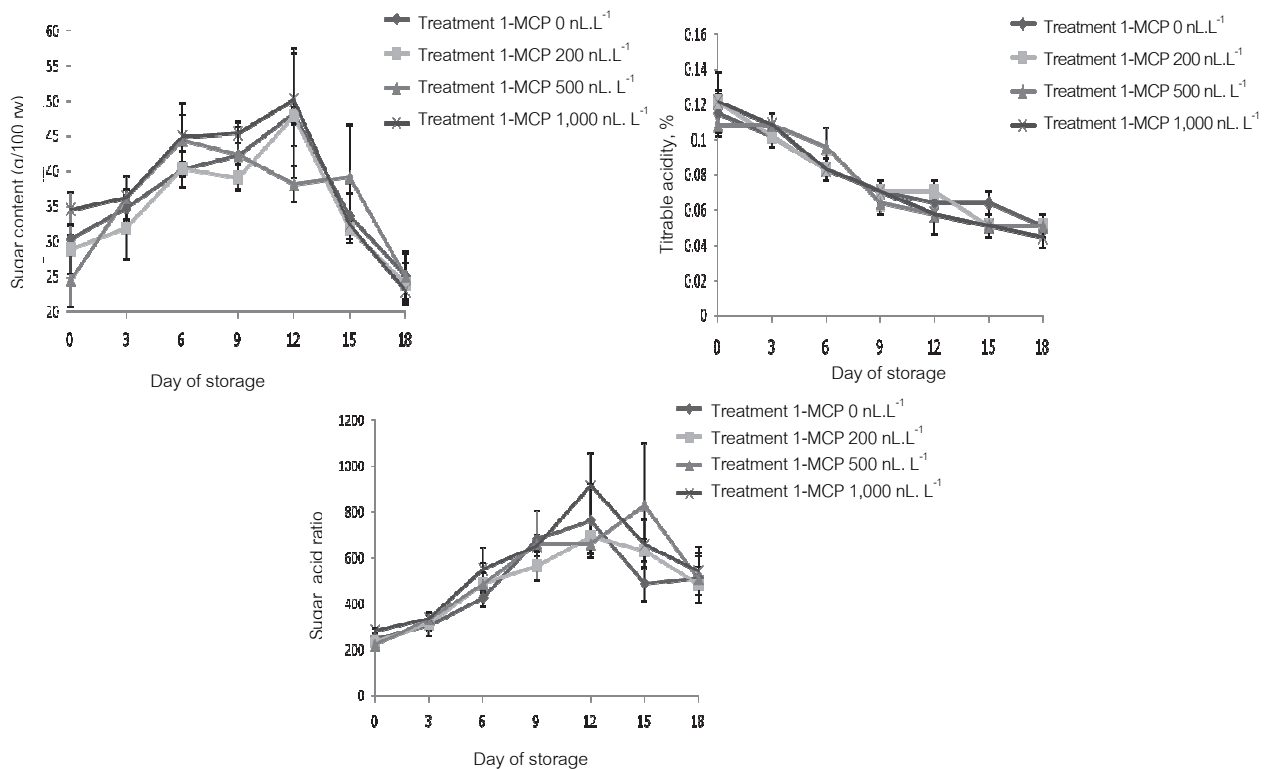 Treatment 1-MCP 0 nL.L⁻¹
Treatment 1-MCP 200 nL.L⁻¹
Treatment 1-MCP 500 nL. L⁻¹
Treatment 1-MCP 1,000 nL. L⁻¹
60
55
50
45
40
35
30
25
20
0 3 6 9 12 15 18
Day of storage
Treatment 1-MCP 0 nL.L⁻¹
Treatment 1-MCP 200 nL.L⁻¹
Treatment 1-MCP 500 nL. L⁻¹
Treatment 1-MCP 1,000 nL. L⁻¹
Titrable acidity, %
0.16
0.14
0.12
0.1
0.08
0.06
0.04
0.02
0
0 3 6 9 12 15 18
Day of storage
Treatment 1-MCP 0 nL.L⁻¹
Treatment 1-MCP 200 nL.L⁻¹
Treatment 1-MCP 500 nL. L⁻¹
Treatment 1-MCP 1,000 nL. L⁻¹
Sugar acid ratio
1200
1000
800
600
400
200
0
0 3 6 9 12 15 18
Day of storage